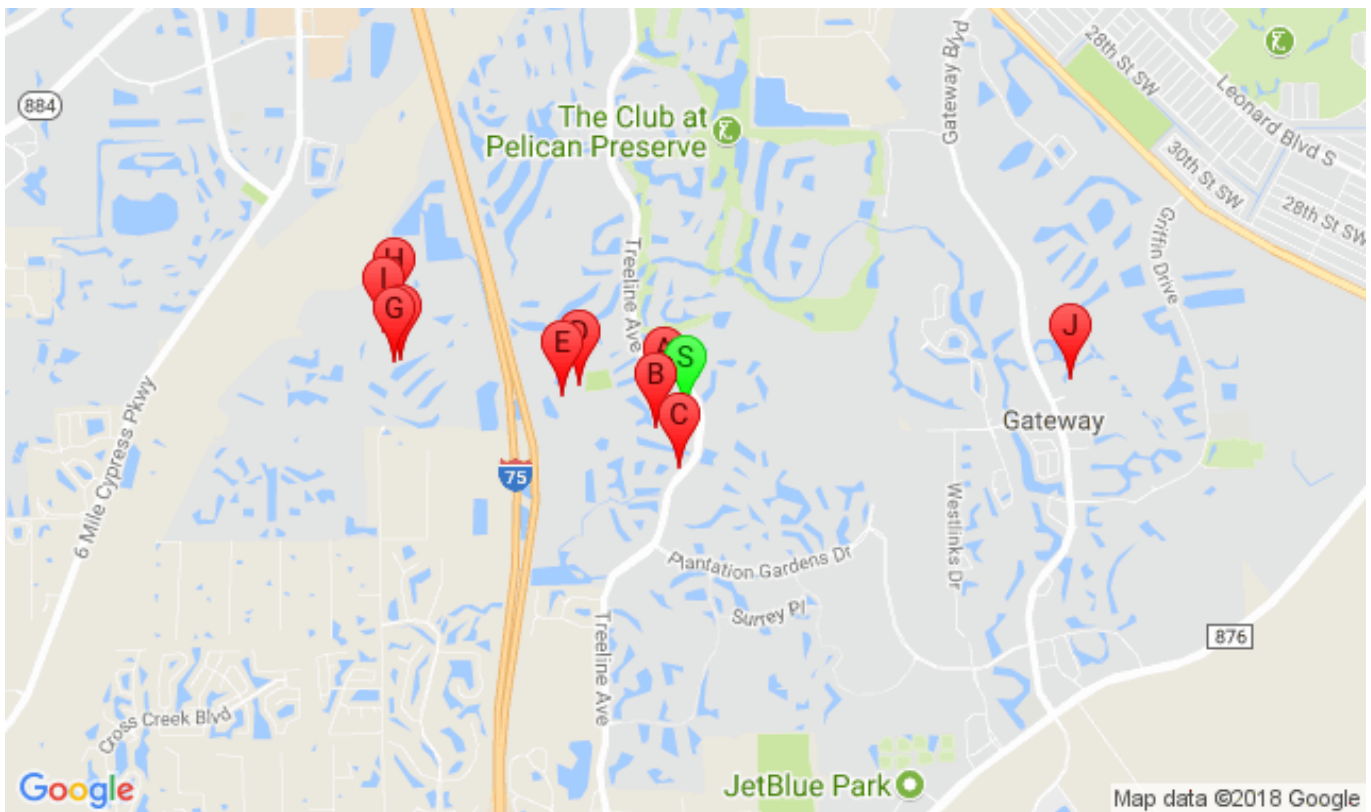 Gateway Blvd
28th St SW
Leonard Blvd S
884
The Club at
Pelican Preserve
30th St SW
28th St SW
Griffin Drive
Treeline Ave
H
I
G
E
D
A
S
B
C
J
Gateway
6 Mile Cypress Pkwy
75
Westlinks Dr
Plantation Gardens Dr
Surrey Pl
Treeline Ave
876
Cross Creek Blvd
JetBlue Park
Google
Map data ©2018 Google